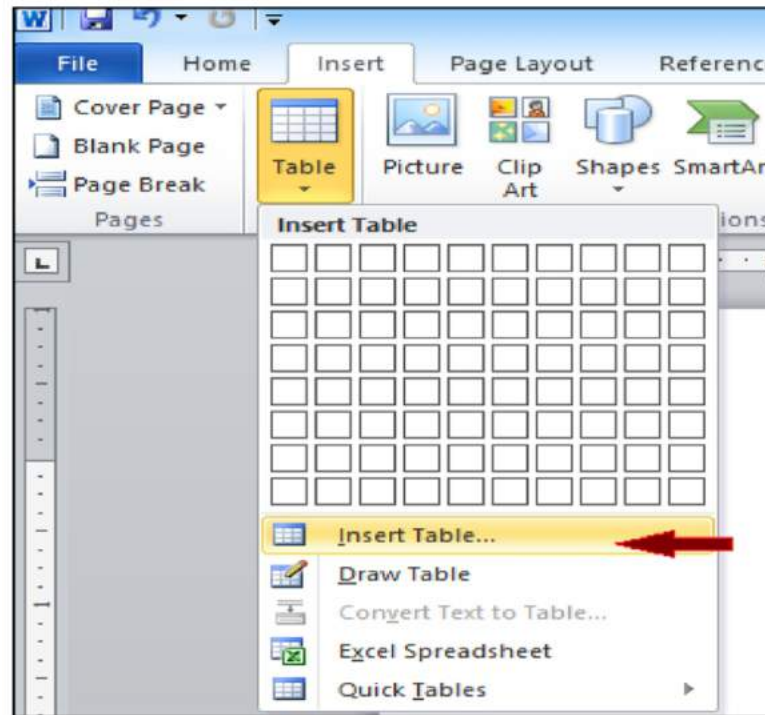 W
File Home Insert Page Layout Referenc
Cover Page
Blank Page
Page Break
Pages
Table
Picture
Clip Art
Shapes
SmartAr
ions
Insert Table
Insert Table...
Draw Table
Convert Text to Table...
Excel Spreadsheet
Quick Tables